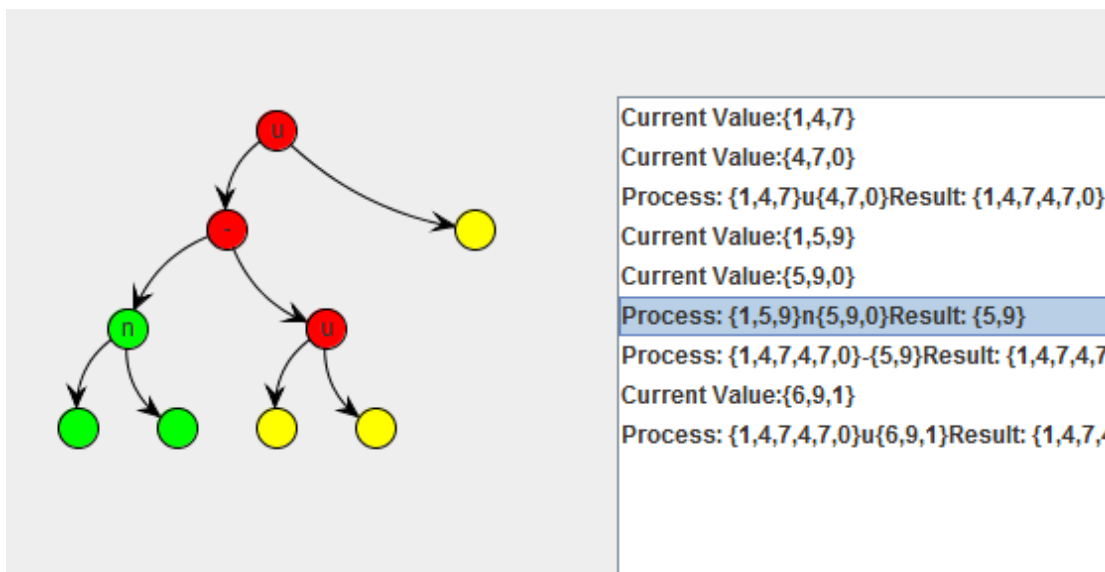 u
-
n
u
Current Value:{1,4,7}
Current Value:{4,7,0}
Process: {1,4,7}u{4,7,0}Result: {1,4,7,4,7,0}
Current Value:{1,5,9}
Current Value:{5,9,0}
Process: {1,5,9}n{5,9,0}Result: {5,9}
Process: {1,4,7,4,7,0}-{5,9}Result: {1,4,7,4,7
Current Value:{6,9,1}
Process: {1,4,7,4,7,0}u{6,9,1}Result: {1,4,7,4